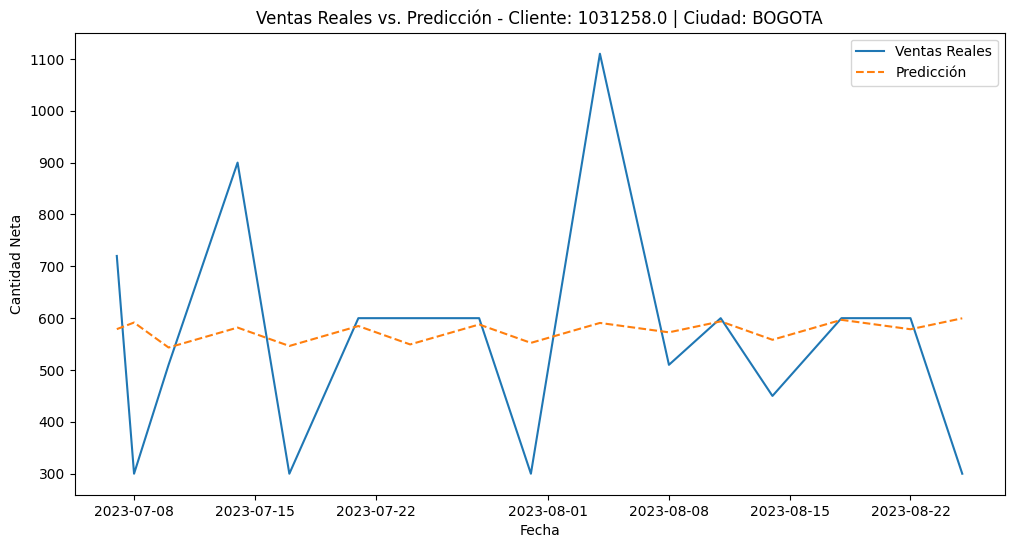 Ventas Reales vs. Predicción - Cliente: 1031258.0 | Ciudad: BOGOTA
Ventas Reales
Predicción
Cantidad Neta
1100
1000
900
800
700
600
500
400
300
2023-07-08 2023-07-15 2023-07-22 2023-08-01 2023-08-08 2023-08-15 2023-08-22
Fecha